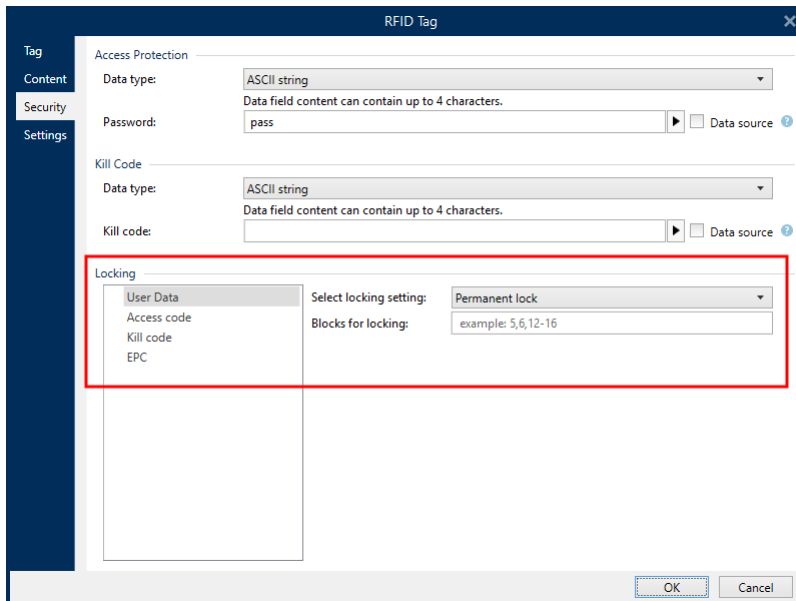 RFID Tag
Tag
Content
Security
Settings
Access Protection
Data type: ASCII string
Data field content can contain up to 4 characters.
Password: pass Data source ?
Kill Code
Data type: ASCII string
Data field content can contain up to 4 characters.
Kill code: Data source ?
Locking
User Data
Access code
Kill code
EPC
Select locking setting: Permanent lock
Blocks for locking: example: 5,6,12-16
OK Cancel